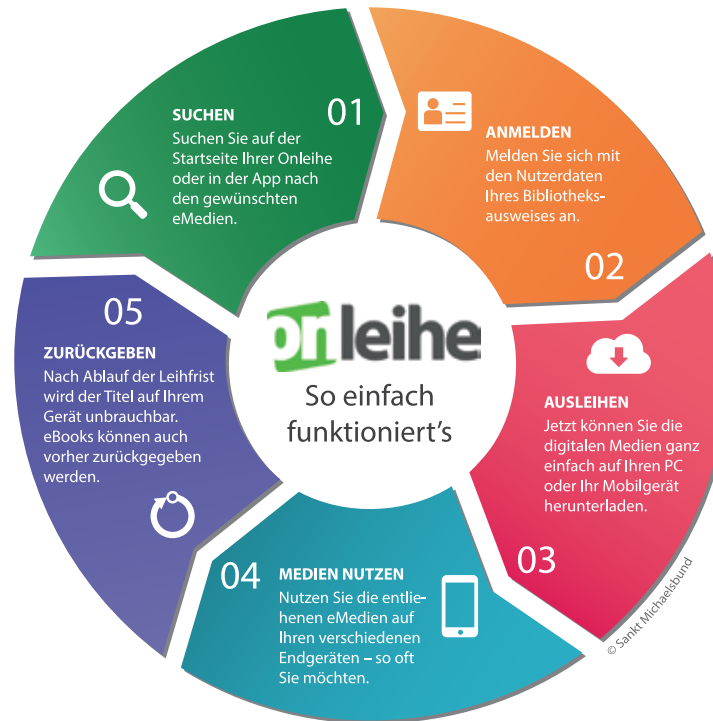 01
SUCHEN
Suchen Sie auf der
Startseite Ihrer Onleihe
oder in der App nach
den gewünschten
eMedien.
ANMELDEN
Melden Sie sich mit
den Nutzerdaten
Ihres Bibliotheks-
ausweises an.
02
AUSLEIHEN
Jetzt können Sie die
digitalen Medien ganz
einfach auf Ihren PC
oder Ihr Mobilgerät
herunterladen.
03
04
MEDIEN NUTZEN
Nutzen Sie die entlie-
henen eMedien auf
Ihren verschiedenen
Endgeräten – so oft
Sie möchten.
05
ZURÜCKGEBEN
Nach Ablauf der Leihfrist
wird der Titel auf Ihrem
Gerät unbrauchbar.
eBooks können auch
vorher zurückgegeben
werden.
onleihe
So einfach
funktioniert's
© Sankt Michaelsbund